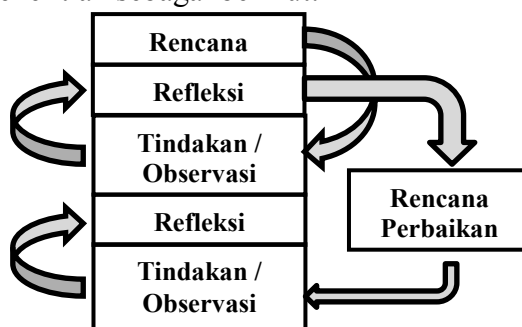 Rencana
Refleksi
Tindakan /
Observasi
Rencana
Perbaikan
Refleksi
Tindakan /
Observasi